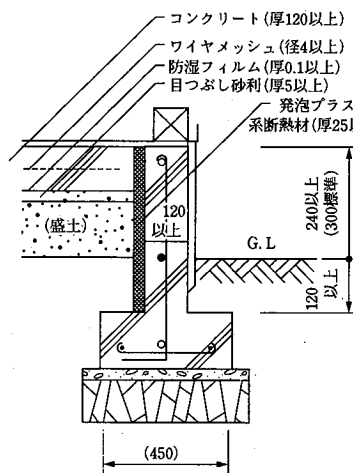 コンクリート(厚120以上)
ワイヤメッシュ(径4以上)
防湿フィルム(厚0.1以上)
目つぶし砂利(厚5以上)
発泡プラス
系断熱材(厚25
(盛土)
120
以上
240以上
(300標準)
G.L
120
以上
(450)